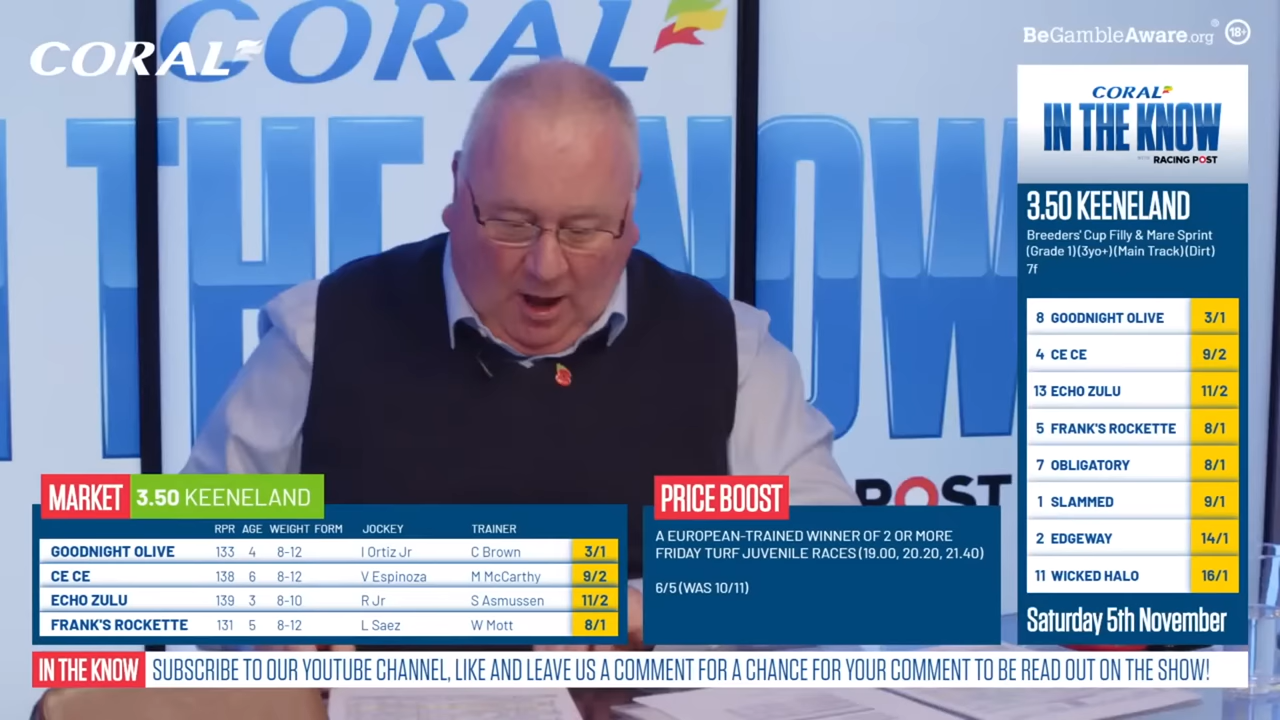 CORAL
CORAL
THE KNOW
POST
BeGambleAware.org® 18+
CORAL
IN THE KNOW
WITH RACING POST
3.50 KEENELAND
Breeders' Cup Filly & Mare Sprint
(Grade 1)(3yo+)(Main Track)(Dirt)
7f
8 GOODNIGHT OLIVE 3/1
4 CE CE 9/2
13 ECHO ZULU 11/2
5 FRANK'S ROCKETTE 8/1
7 OBLIGATORY 8/1
1 SLAMMED 9/1
2 EDGEWAY 14/1
11 WICKED HALO 16/1
Saturday 5th November
MARKET 3.50 KEENELAND
RPR AGE WEIGHT FORM JOCKEY TRAINER
GOODNIGHT OLIVE 133 4 8-12 I Ortiz Jr C Brown 3/1
CE CE 138 6 8-12 V Espinoza M McCarthy 9/2
ECHO ZULU 139 3 8-10 R Jr S Asmussen 11/2
FRANK'S ROCKETTE 131 5 8-12 L Saez W Mott 8/1
PRICE BOOST
A EUROPEAN-TRAINED WINNER OF 2 OR MORE
FRIDAY TURF JUVENILE RACES (19.00, 20.20, 21.40)
6/5 (WAS 10/11)
IN THE KNOW SUBSCRIBE TO OUR YOUTUBE CHANNEL, LIKE AND LEAVE US A COMMENT FOR A CHANCE FOR YOUR COMMENT TO BE READ OUT ON THE SHOW!